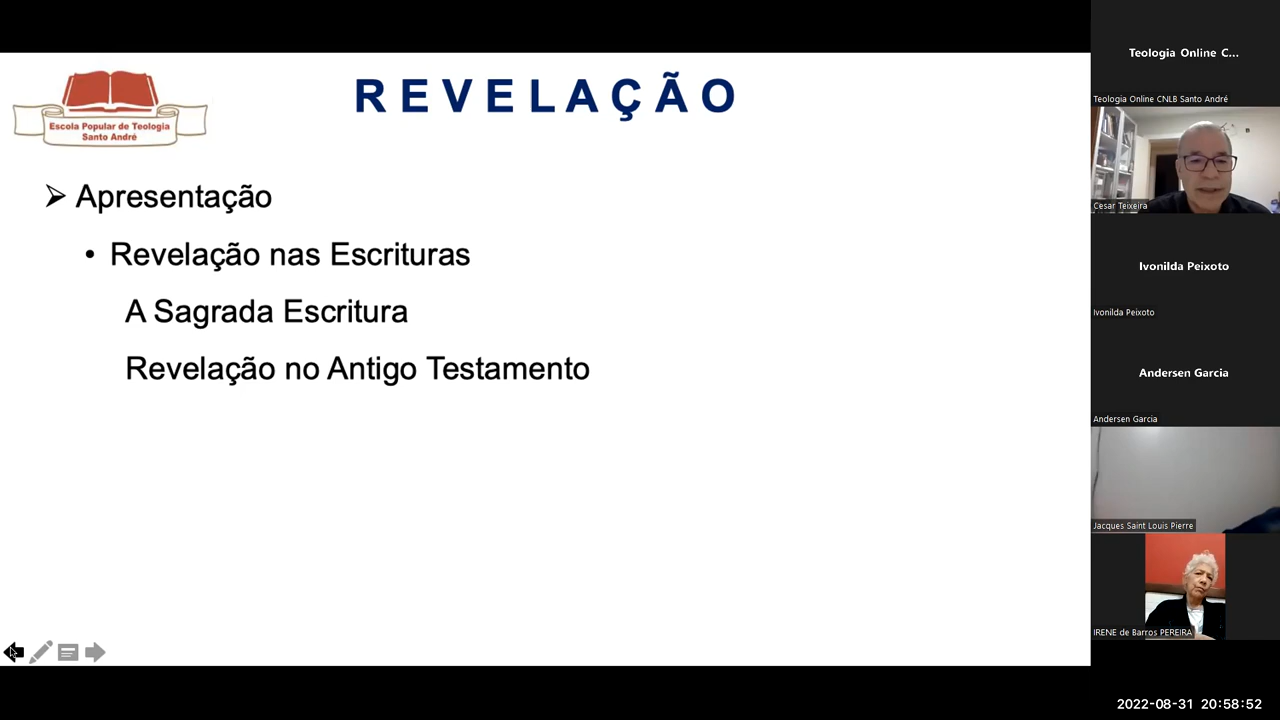 REVELAÇÃO
Escola Popular de Teologia
Santo André
➢ Apresentação
• Revelação nas Escrituras
A Sagrada Escritura
Revelação no Antigo Testamento
Teologia Online C...
Teologia Online CNLB Santo André
Cesar Teixeira
Ivonilda Peixoto
Ivonilda Peixoto
Andersen Garcia
Andersen Garcia
Jacques Saint Louis Pierre
IRENE de Barros PEREIRA
2022-08-31 20:58:52